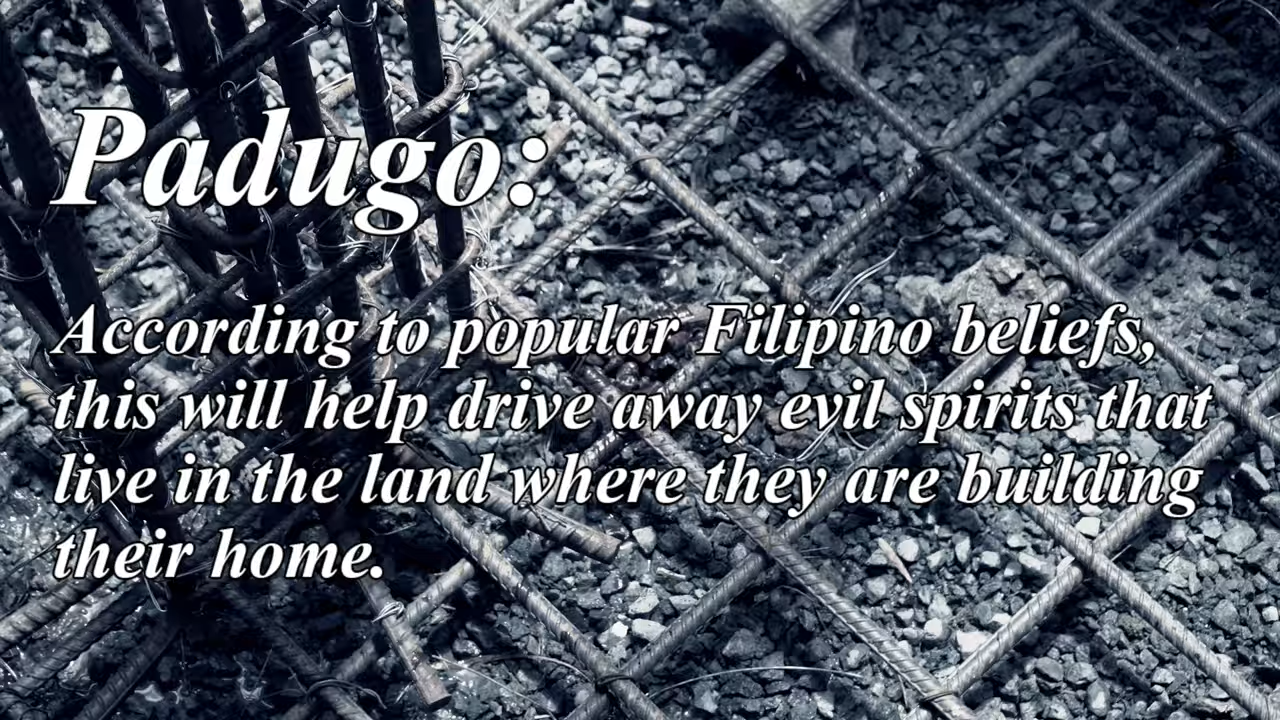 Padugo:
According to popular Filipino beliefs,
this will help drive away evil spirits that
live in the land where they are building
their home.